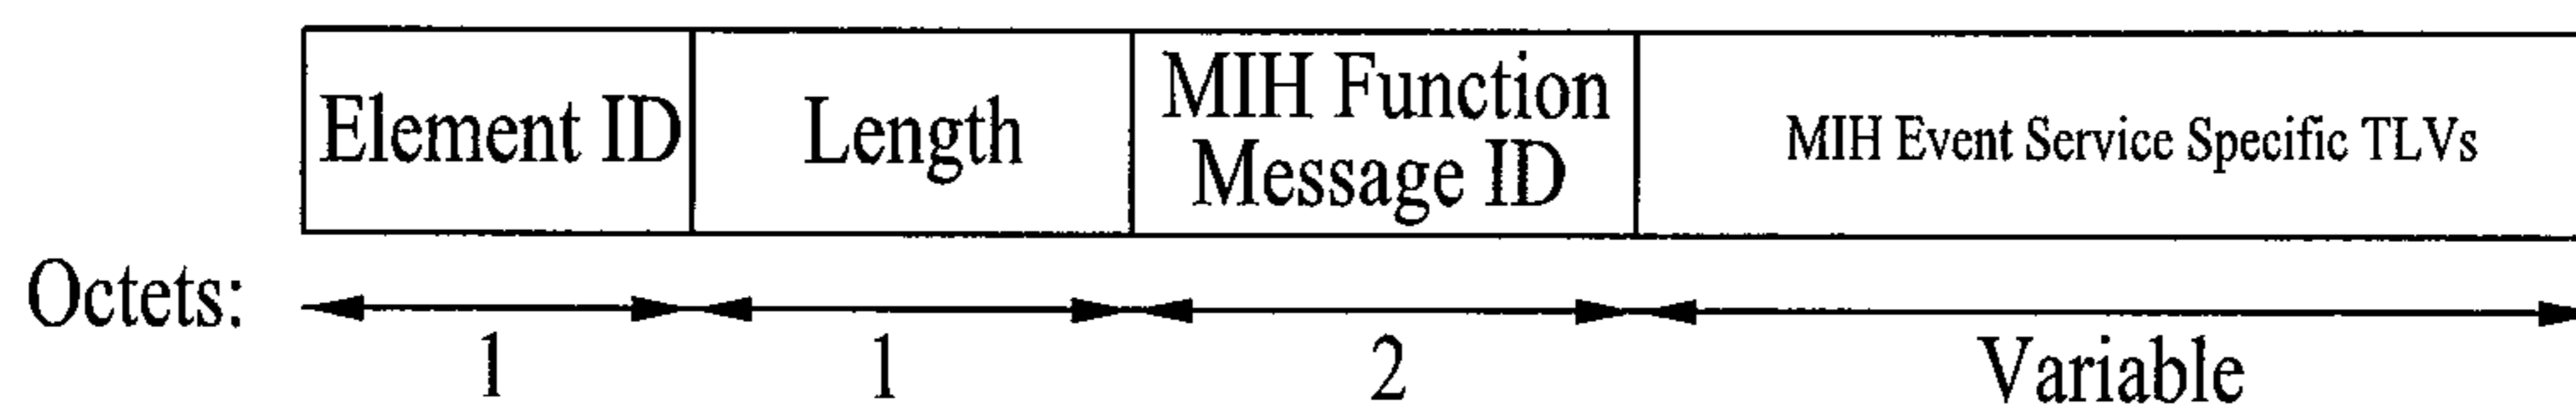 Element ID
Length
MIH Function
Message ID
MIH Event Service Specific TLVs
Octets:
1
1
2
Variable